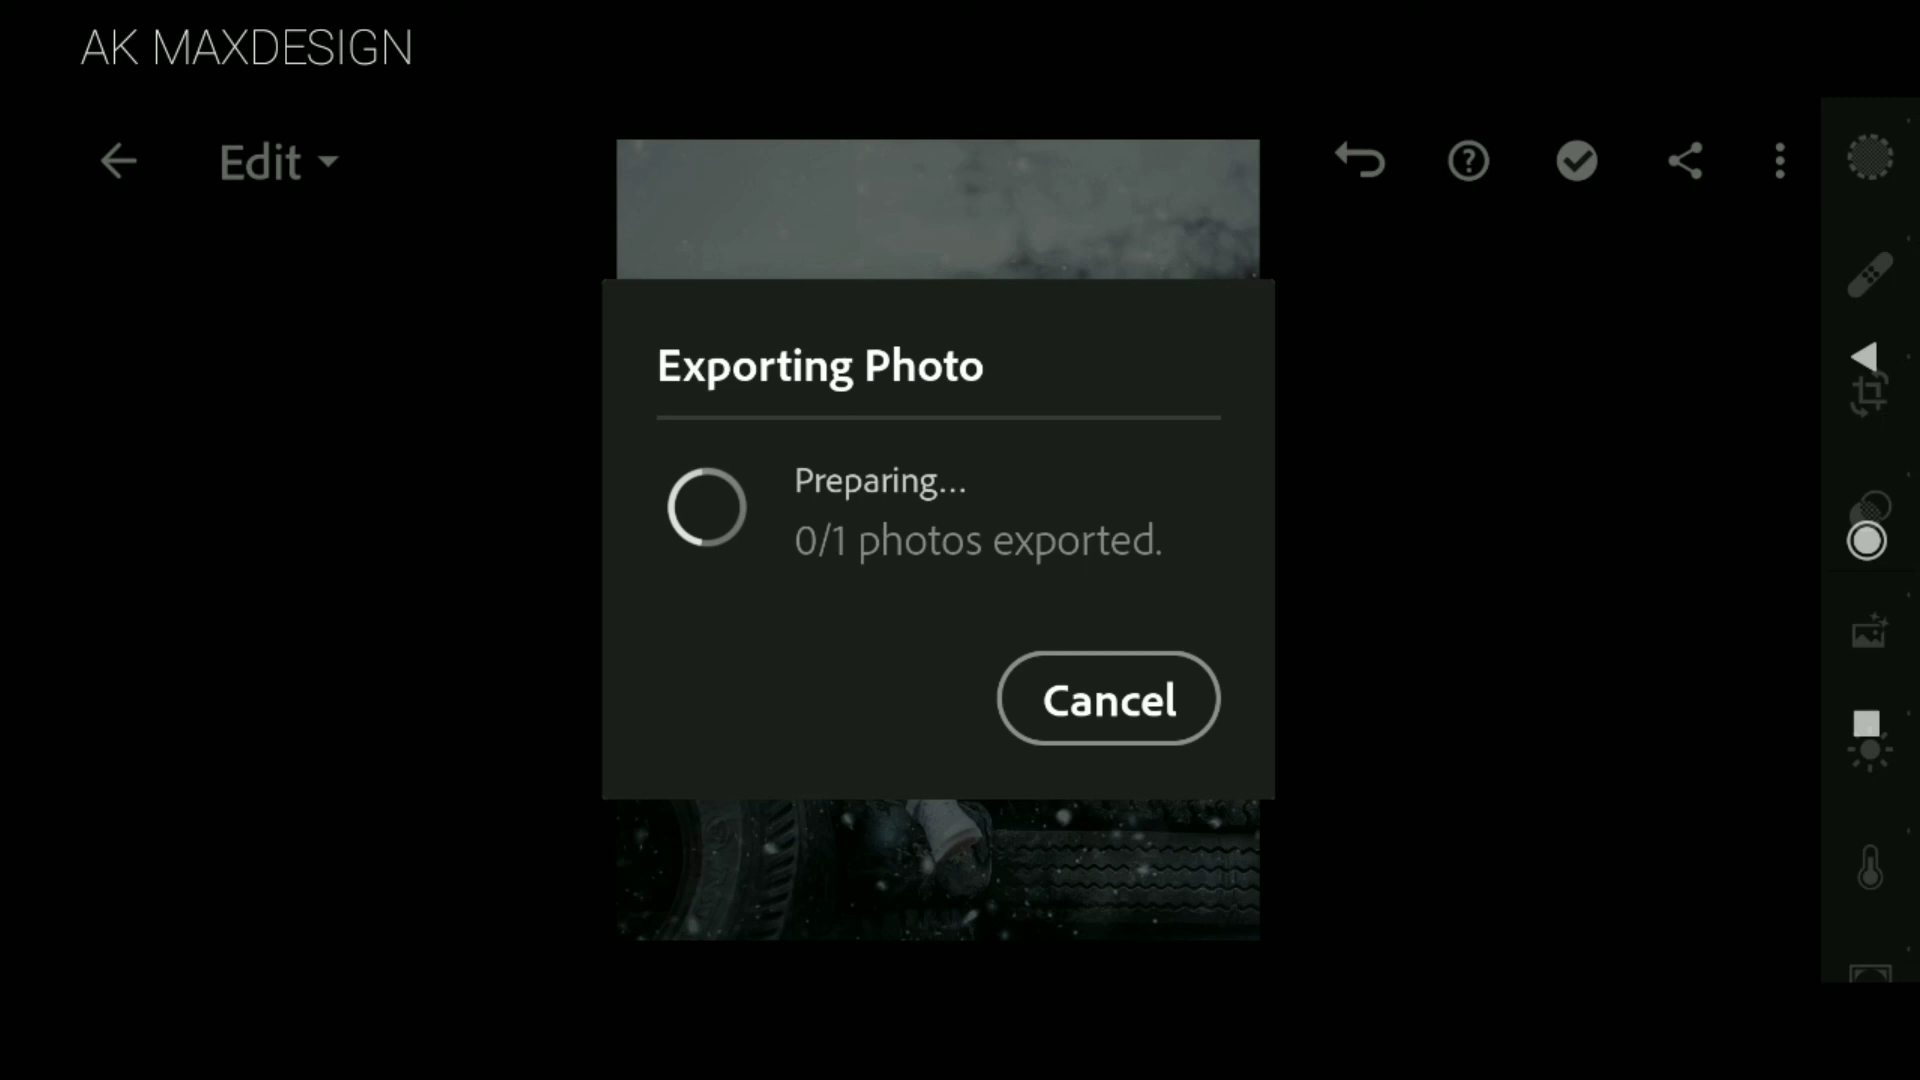 AK MAXDESIGN
Edit
Exporting Photo
Preparing...
0/1 photos exported.
Cancel